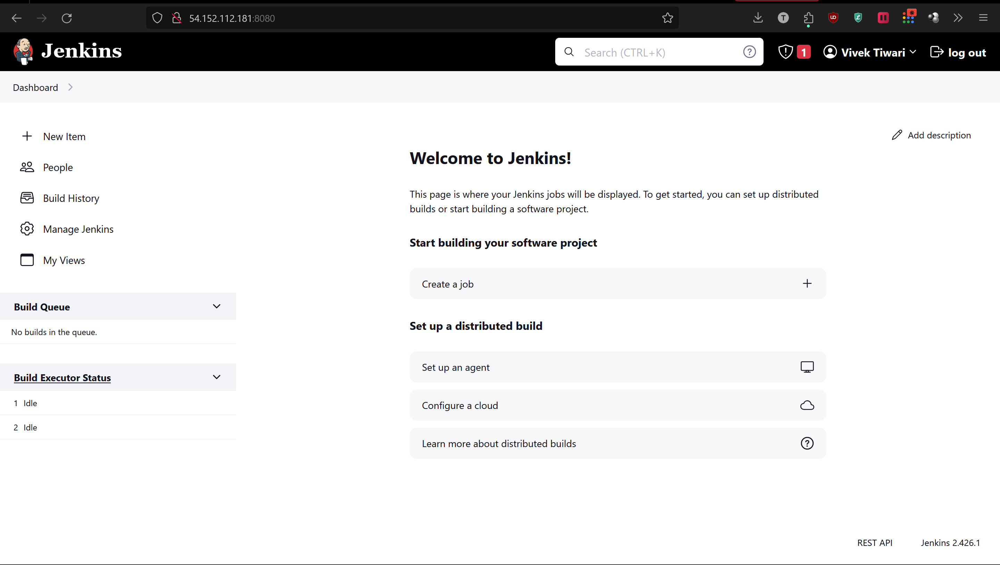 54.152.112.181:8080
Jenkins
Search (CTRL+K)
1
Vivek Tiwari
log out
Dashboard
New Item
People
Build History
Manage Jenkins
My Views
Build Queue
No builds in the queue.
Build Executor Status
1 Idle
2 Idle
Add description
Welcome to Jenkins!
This page is where your Jenkins jobs will be displayed. To get started, you can set up distributed
builds or start building a software project.
Start building your software project
Create a job
Set up a distributed build
Set up an agent
Configure a cloud
Learn more about distributed builds
REST API
Jenkins 2.426.1